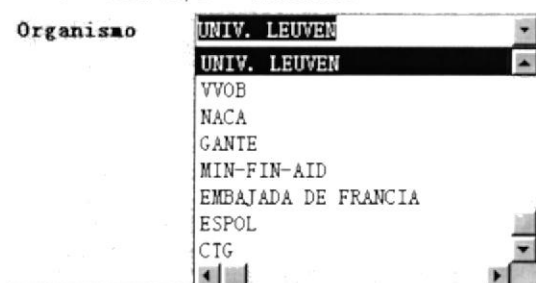 Organismo
UNIV. LEUVEN
UNIV. LEUVEN
VVOB
NACA
GANTE
MIN-FIN-AID
EMBAJADA DE FRANCIA
ESPOL
CTG